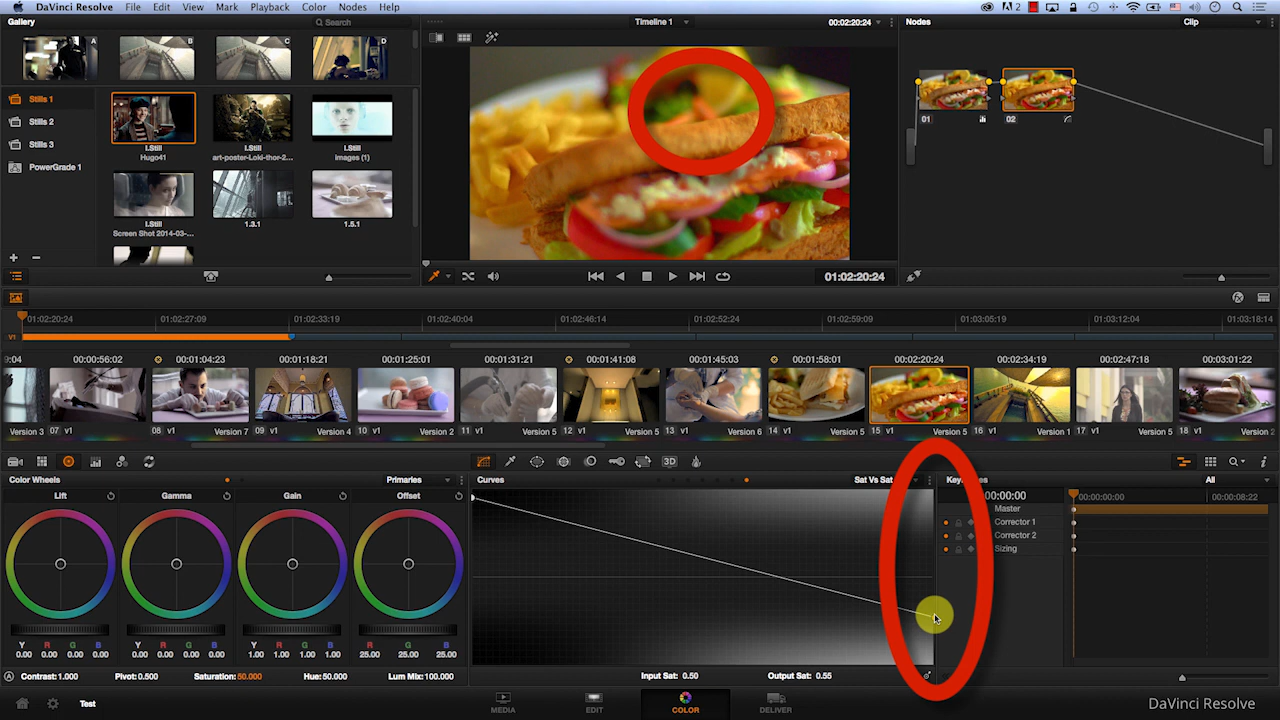 DaVinci Resolve File Edit View Mark Playback Color Nodes Help
Gallery Search Timeline 1 00:02:20:24 Nodes Clip
A B C D
Stills 1
Stills 2
Stills 3
PowerGrade 1
I.Still I.Still I.Still
Hugo41 art-poster-Loki-thor-2... images (1)
I.Still 1.3.1 1.5.1
Screen Shot 2014-03-...
01 02
01:02:20:24
01:02:20:24 01:02:27:09 01:02:33:19 01:02:40:04 01:02:46:14 01:02:52:24 01:02:59:09 01:03:05:19 01:03:12:04 01:03:18:14
V1
9:04 00:00:56:02 00:01:04:23 00:01:18:21 00:01:25:01 00:01:31:21 00:01:41:08 00:01:45:03 00:01:58:01 00:02:20:24 00:02:34:19 00:02:47:18 00:03:01:22
Version 3 07 V1 Version 5 08 V1 Version 7 09 V1 Version 4 10 V1 Version 2 11 V1 Version 5 12 V1 Version 5 13 V1 Version 6 14 V1 Version 5 15 V1 Version 5 16 V1 Version 1 17 V1 Version 5 18 V1 Version 2
3D
Color Wheels Primaries Curves Sat Vs Sat All
Lift Gamma Gain Offset
00:00:00 00:00:00:00 00:00:08:22
Master
Corrector 1
Corrector 2
Sizing
Y R G B Y R G B Y R G B R G B
0.00 0.00 0.00 0.00 0.00 0.00 0.00 0.00 1.00 1.00 1.00 1.00 25.00 25.00 25.00
A Contrast:1.000 Pivot:0.500 Saturation:50.000 Hue:50.000 Lum Mix:100.000 Input Sat: 0.50 Output Sat: 0.55
Test MEDIA EDIT COLOR DELIVER DaVinci Resolve